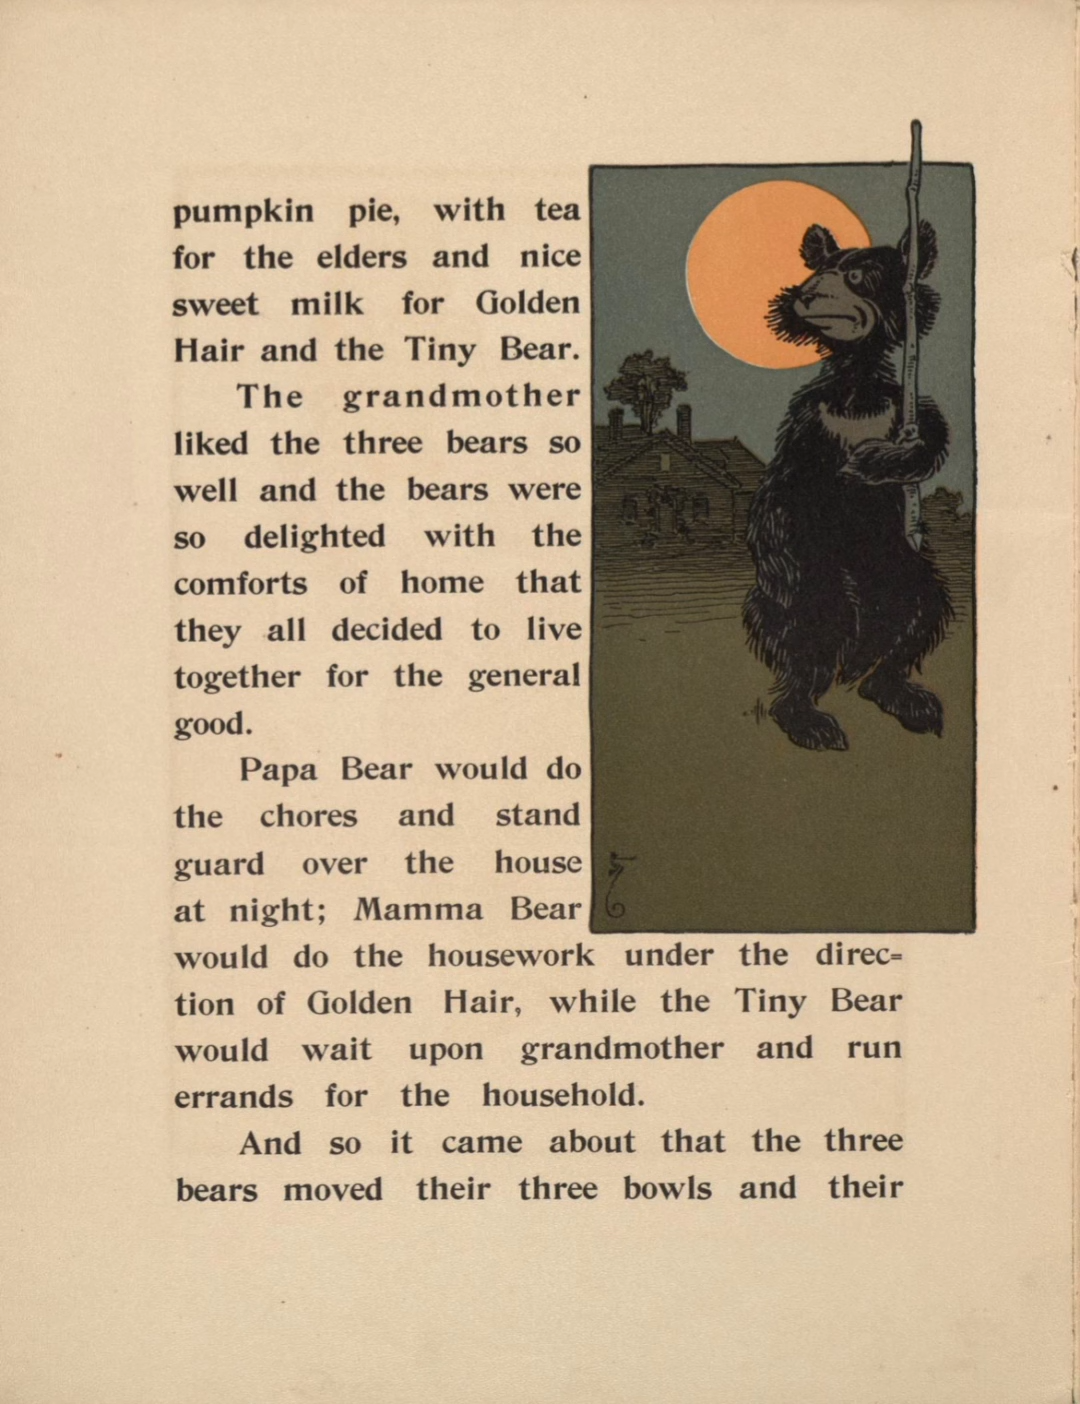 pumpkin pie, with tea
for the elders and nice
sweet milk for Golden
Hair and the Tiny Bear.
The grandmother
liked the three bears so
well and the bears were
so delighted with the
comforts of home that
they all decided to live
together for the general
good.
Papa Bear would do
the chores and stand
guard over the house
at night; Mamma Bear
would do the housework under the direc=
tion of Golden Hair, while the Tiny Bear
would wait upon grandmother and run
errands for the household.
And so it came about that the three
bears moved their three bowls and their